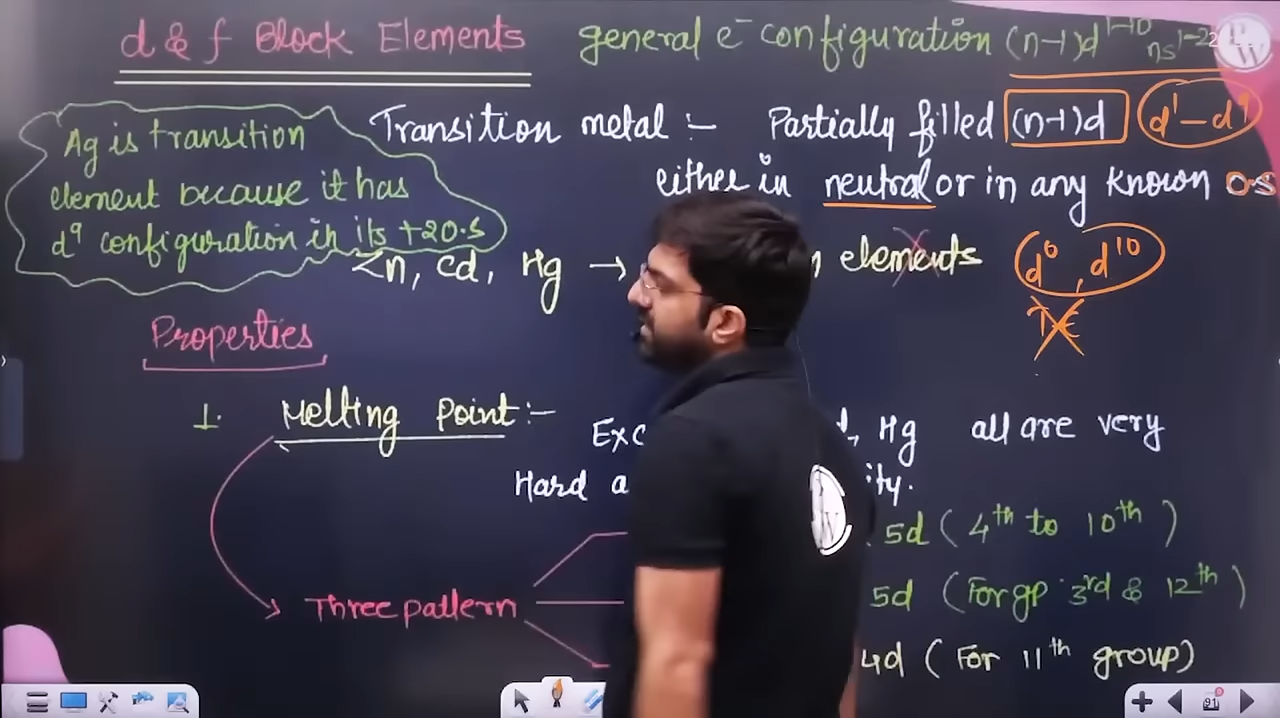 d & f Block Elements general e⁻ configuration (n-1)d¹⁻¹⁰ ns¹⁻²
Ag is transition
element because it has
d⁹ configuration in its +2 O.S
Transition metal :- Partially filled (n-1)d d¹-d⁹
either in neutral or in any known O.S
Zn, Cd, Hg → elements d⁰, d¹⁰
Properties
1. Melting Point :- Hg all are very
Hard
5d (4ᵗʰ to 10ᵗʰ)
Three pattern 5d (For gp 3rd & 12ᵗʰ)
4d (For 11ᵗʰ group)
PW
91